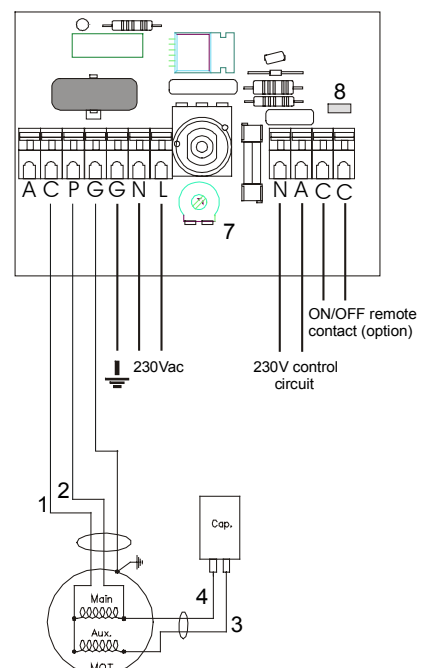 8
A C P G G N L
N A C C
7
ON/OFF remote
contact (option)
230Vac
230V control
circuit
2
1
Cap.
4
3
Main
Aux.
MOT